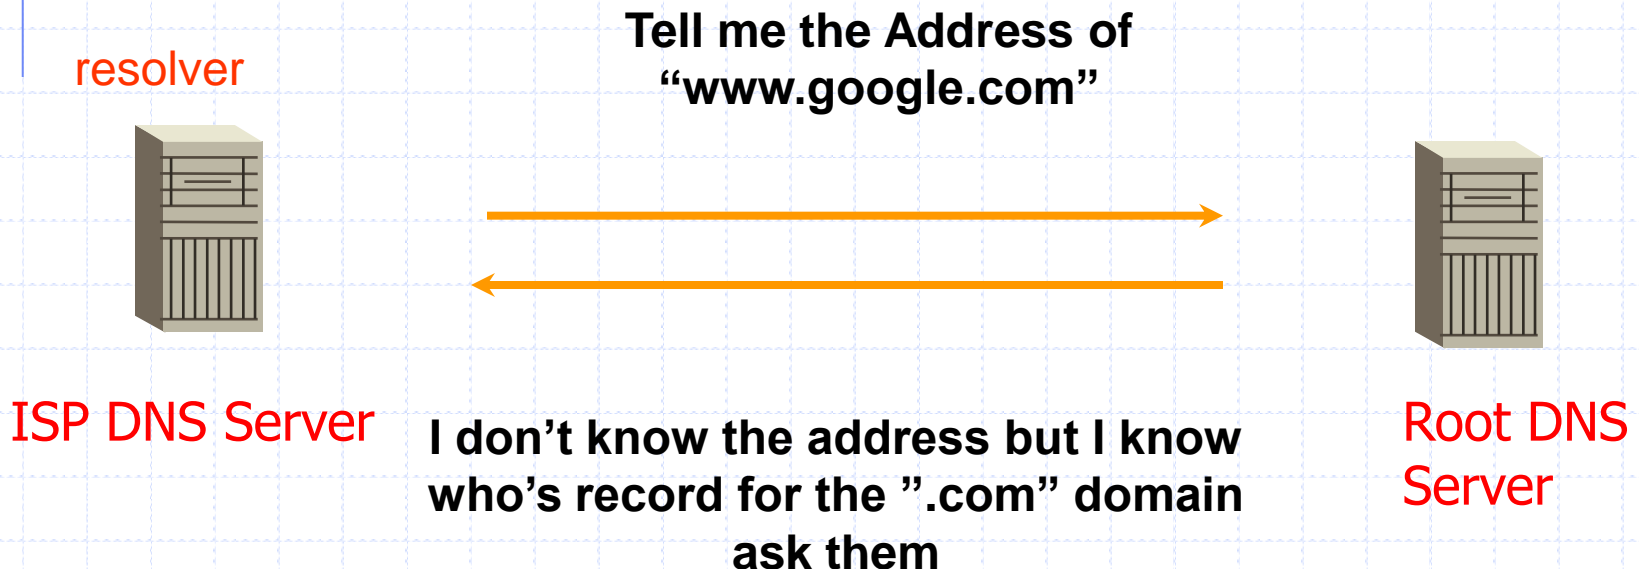 Tell me the Address of
“www.google.com”
resolver
ISP DNS Server
I don’t know the address but I know
who’s record for the ”.com” domain
ask them
Root DNS
Server